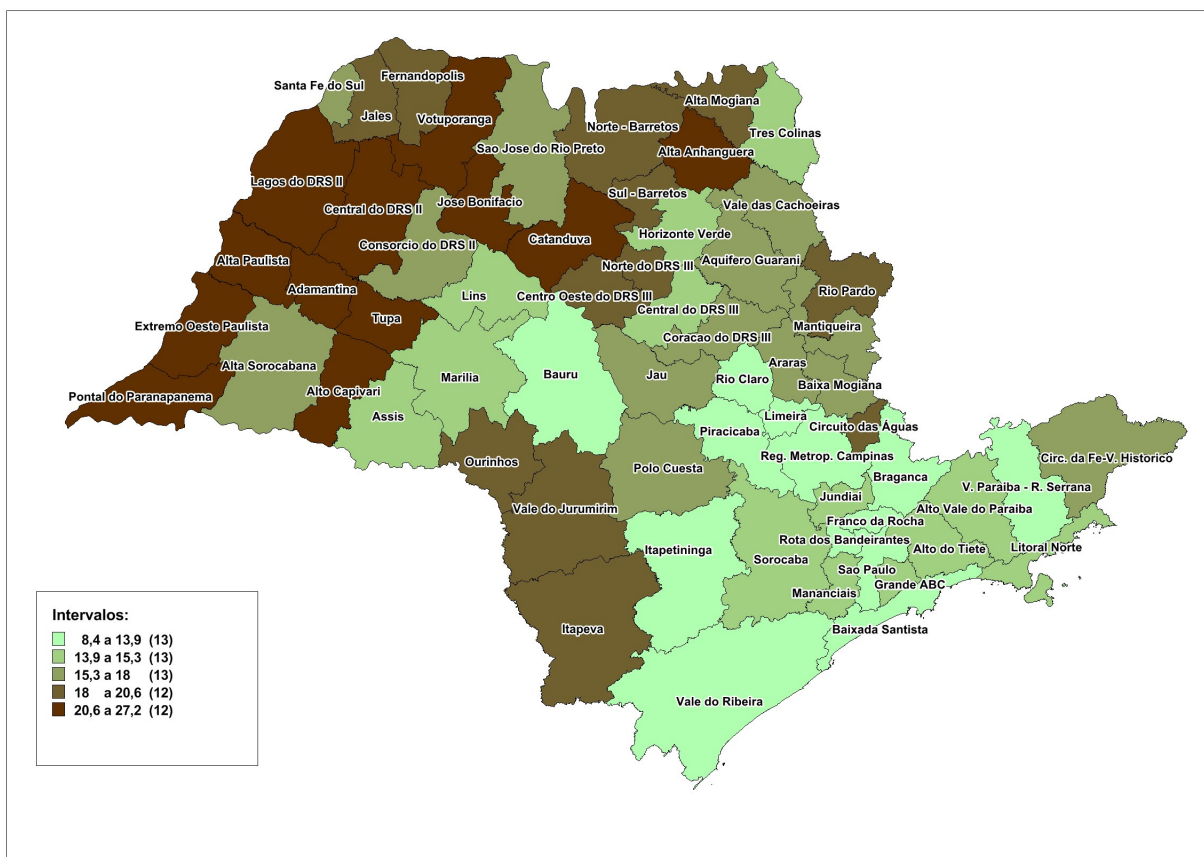 Fernandopolis
Santa Fe do Sul
Jales
Votuporanga
Alta Mogiana
Norte - Barretos
Tres Colinas
Sao Jose do Rio Preto
Alta Anhanguera
Lagos do DRS II
Sul - Barretos
Central do DRS II
Jose Bonifacio
Vale das Cachoeiras
Horizonte Verde
Catanduva
Consorcio do DRS II
Alta Paulista
Aquifero Guarani
Norte do DRS III
Adamantina
Rio Pardo
Lins
Centro Oeste do DRS III
Central do DRS III
Tupa
Extremo Oeste Paulista
Mantiqueira
Coracao do DRS III
Alta Sorocabana
Araras
Bauru
Jau
Marilia
Rio Claro
Baixa Mogiana
Alto Capivari
Pontal do Paranapanema
Assis
Limeira
Circuito das Águas
Piracicaba
Reg. Metrop. Campinas
Circ. da Fe-V. Historico
Ourinhos
Polo Cuesta
Braganca
V. Paraiba - R. Serrana
Jundiai
Vale do Jurumirim
Alto Vale do Paraiba
Franco da Rocha
Rota dos Bandeirantes
Itapetininga
Alto do Tiete
Litoral Norte
Sorocaba
Sao Paulo
Grande ABC
Mananciais
Itapeva
Baixada Santista
Vale do Ribeira
Intervalos:
8,4 a 13,9 (13)
13,9 a 15,3 (13)
15,3 a 18 (13)
18 a 20,6 (12)
20,6 a 27,2 (12)